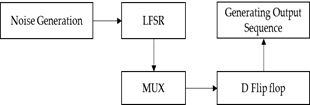 Noise Generation
LFSR
Generating Output
Sequence
MUX
D Flip flop